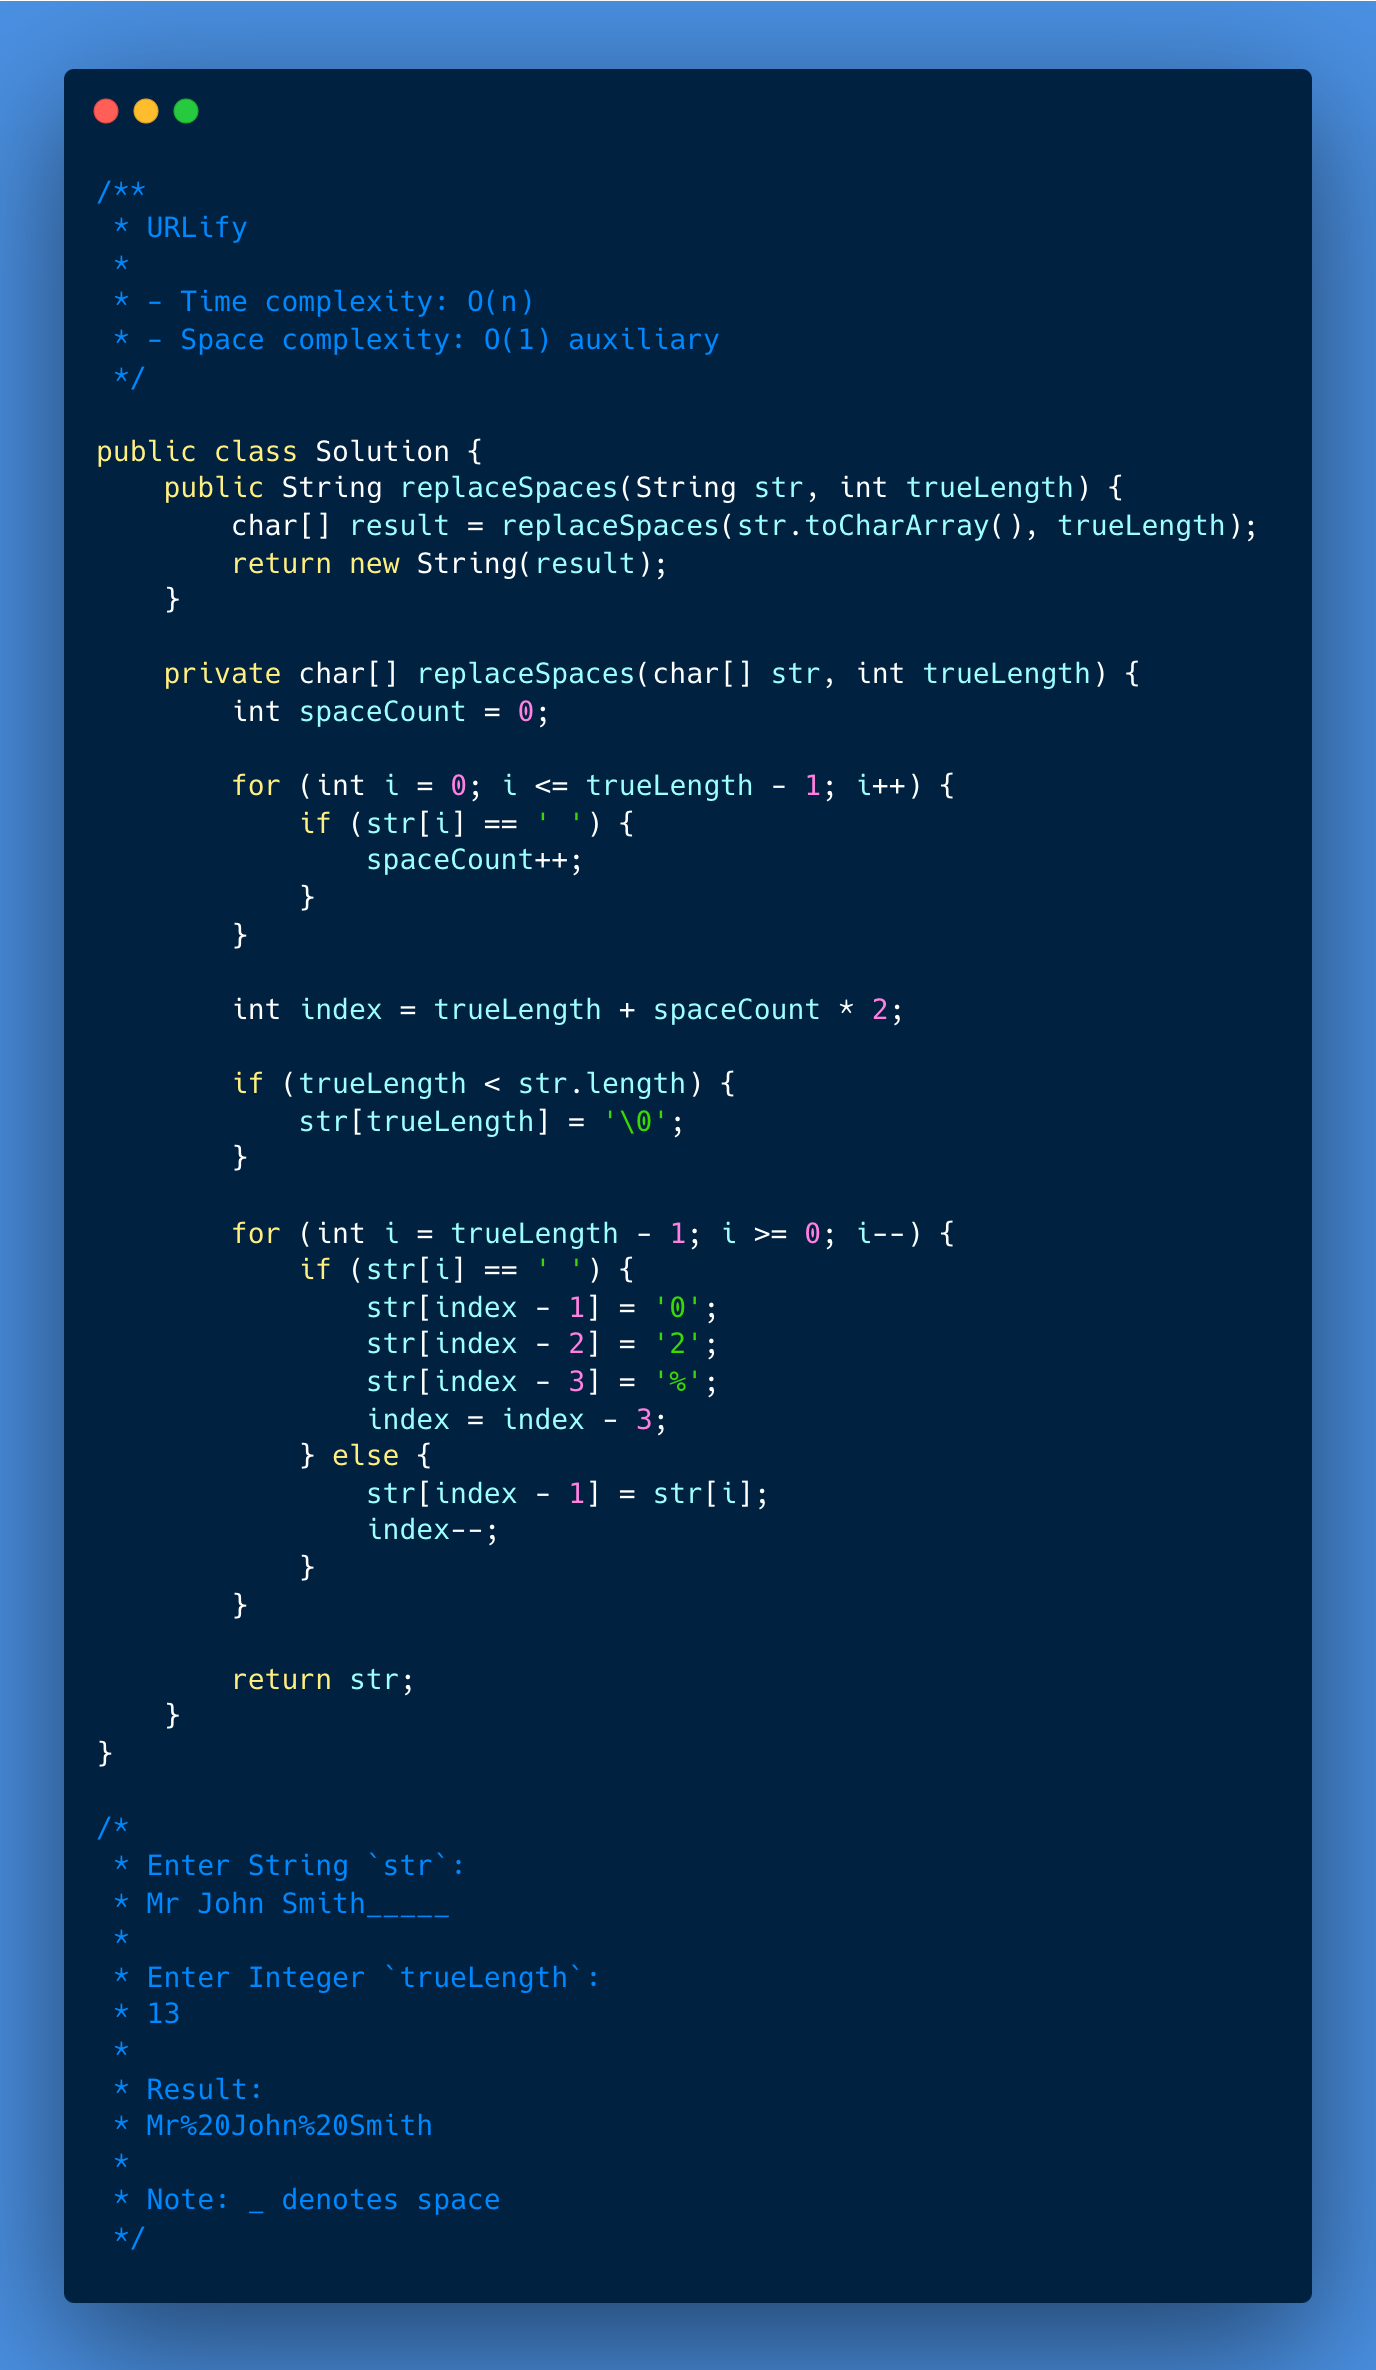 /**
 * URLify
 *
 * - Time complexity: O(n)
 * - Space complexity: O(1) auxiliary
 */

public class Solution {
    public String replaceSpaces(String str, int trueLength) {
        char[] result = replaceSpaces(str.toCharArray(), trueLength);
        return new String(result);
    }

    private char[] replaceSpaces(char[] str, int trueLength) {
        int spaceCount = 0;

        for (int i = 0; i <= trueLength - 1; i++) {
            if (str[i] == ' ') {
                spaceCount++;
            }
        }

        int index = trueLength + spaceCount * 2;

        if (trueLength < str.length) {
            str[trueLength] = '\0';
        }

        for (int i = trueLength - 1; i >= 0; i--) {
            if (str[i] == ' ') {
                str[index - 1] = '0';
                str[index - 2] = '2';
                str[index - 3] = '%';
                index = index - 3;
            } else {
                str[index - 1] = str[i];
                index--;
            }
        }

        return str;
    }
}

/*
 * Enter String `str`:
 * Mr John Smith_____
 *
 * Enter Integer `trueLength`:
 * 13
 *
 * Result:
 * Mr%20John%20Smith
 *
 * Note: _ denotes space
 */